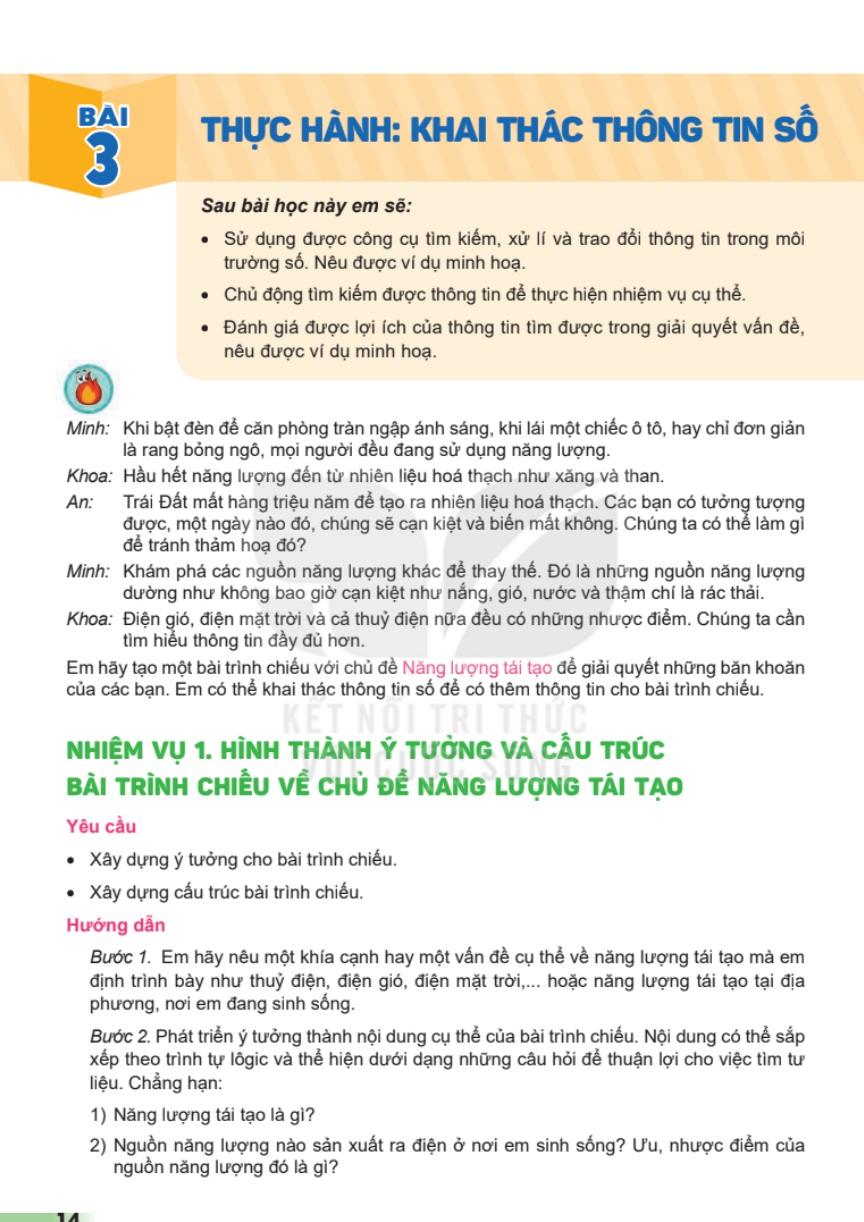 BÀI
3
THỰC HÀNH: KHAI THÁC THÔNG TIN SỐ
Sau bài học này em sẽ:
• Sử dụng được công cụ tìm kiếm, xử lí và trao đổi thông tin trong môi
trường số. Nêu được ví dụ minh hoạ.
• Chủ động tìm kiếm được thông tin để thực hiện nhiệm vụ cụ thể.
• Đánh giá được lợi ích của thông tin tìm được trong giải quyết vấn đề,
nêu được ví dụ minh hoạ.
Minh: Khi bật đèn để căn phòng tràn ngập ánh sáng, khi lái một chiếc ô tô, hay chỉ đơn giản
là rang bỏng ngô, mọi người đều đang sử dụng năng lượng.
Khoa: Hầu hết năng lượng đến từ nhiên liệu hoá thạch như xăng và than.
An: Trái Đất mất hàng triệu năm để tạo ra nhiên liệu hoá thạch. Các bạn có tưởng tượng
được, một ngày nào đó, chúng sẽ cạn kiệt và biến mất không. Chúng ta có thể làm gì
để tránh thảm hoạ đó?
Minh: Khám phá các nguồn năng lượng khác để thay thế. Đó là những nguồn năng lượng
dường như không bao giờ cạn kiệt như nắng, gió, nước và thậm chí là rác thải.
Khoa: Điện gió, điện mặt trời và cả thuỷ điện nữa đều có những nhược điểm. Chúng ta cần
tìm hiểu thông tin đầy đủ hơn.
Em hãy tạo một bài trình chiếu với chủ đề Năng lượng tái tạo để giải quyết những băn khoăn
của các bạn. Em có thể khai thác thông tin số để có thêm thông tin cho bài trình chiếu.
KẾT NỐI TRI THỨC
VỚI CUỘC SỐNG
NHIỆM VỤ 1. HÌNH THÀNH Ý TƯỞNG VÀ CẤU TRÚC
BÀI TRÌNH CHIẾU VỀ CHỦ ĐỀ NĂNG LƯỢNG TÁI TẠO
Yêu cầu
• Xây dựng ý tưởng cho bài trình chiếu.
• Xây dựng cấu trúc bài trình chiếu.
Hướng dẫn
Bước 1. Em hãy nêu một khía cạnh hay một vấn đề cụ thể về năng lượng tái tạo mà em
định trình bày như thuỷ điện, điện gió, điện mặt trời,... hoặc năng lượng tái tạo tại địa
phương, nơi em đang sinh sống.
Bước 2. Phát triển ý tưởng thành nội dung cụ thể của bài trình chiếu. Nội dung có thể sắp
xếp theo trình tự lôgic và thể hiện dưới dạng những câu hỏi để thuận lợi cho việc tìm tư
liệu. Chẳng hạn:
1) Năng lượng tái tạo là gì?
2) Nguồn năng lượng nào sản xuất ra điện ở nơi em sinh sống? Ưu, nhược điểm của
nguồn năng lượng đó là gì?
14